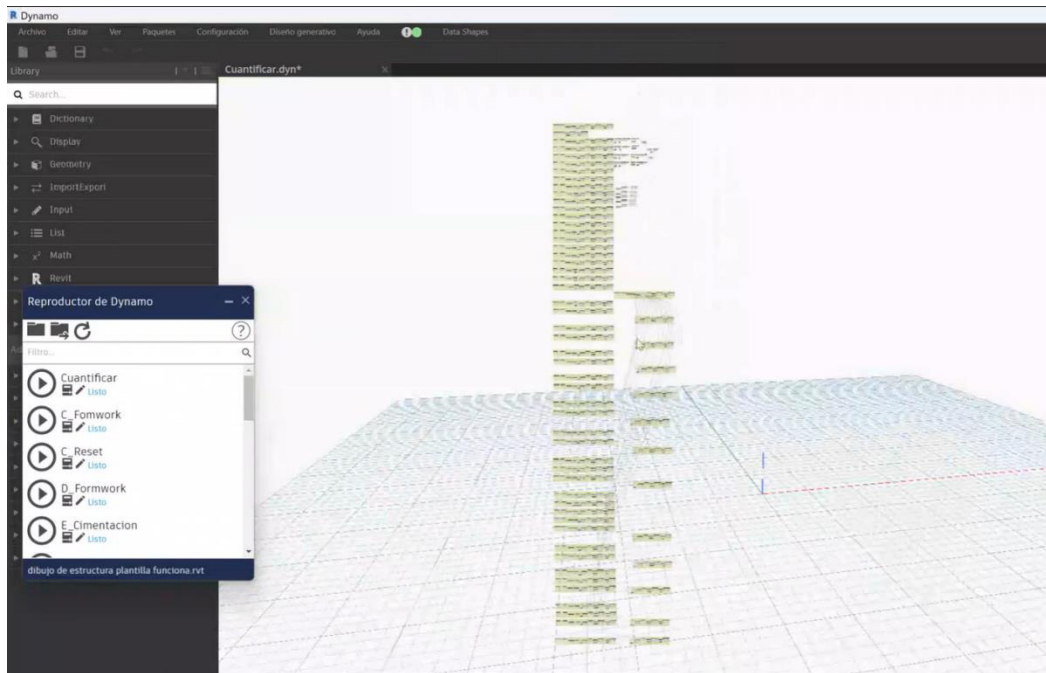 R Dynamo
Archivo Editar Ver Paquetes Configuración Diseño generativo Ayuda Data Shapes
Library
Cuantificar.dyn*
Search...
Dictionary
Display
Geometry
ImportExport
Input
List
Math
R Revit
Reproductor de Dynamo
Filtro...
Cuantificar
Listo
C_Fomwork
Listo
C_Reset
Listo
D_Formwork
Listo
E_Cimentacion
Listo
dibujo de estructura plantilla funciona.rvt